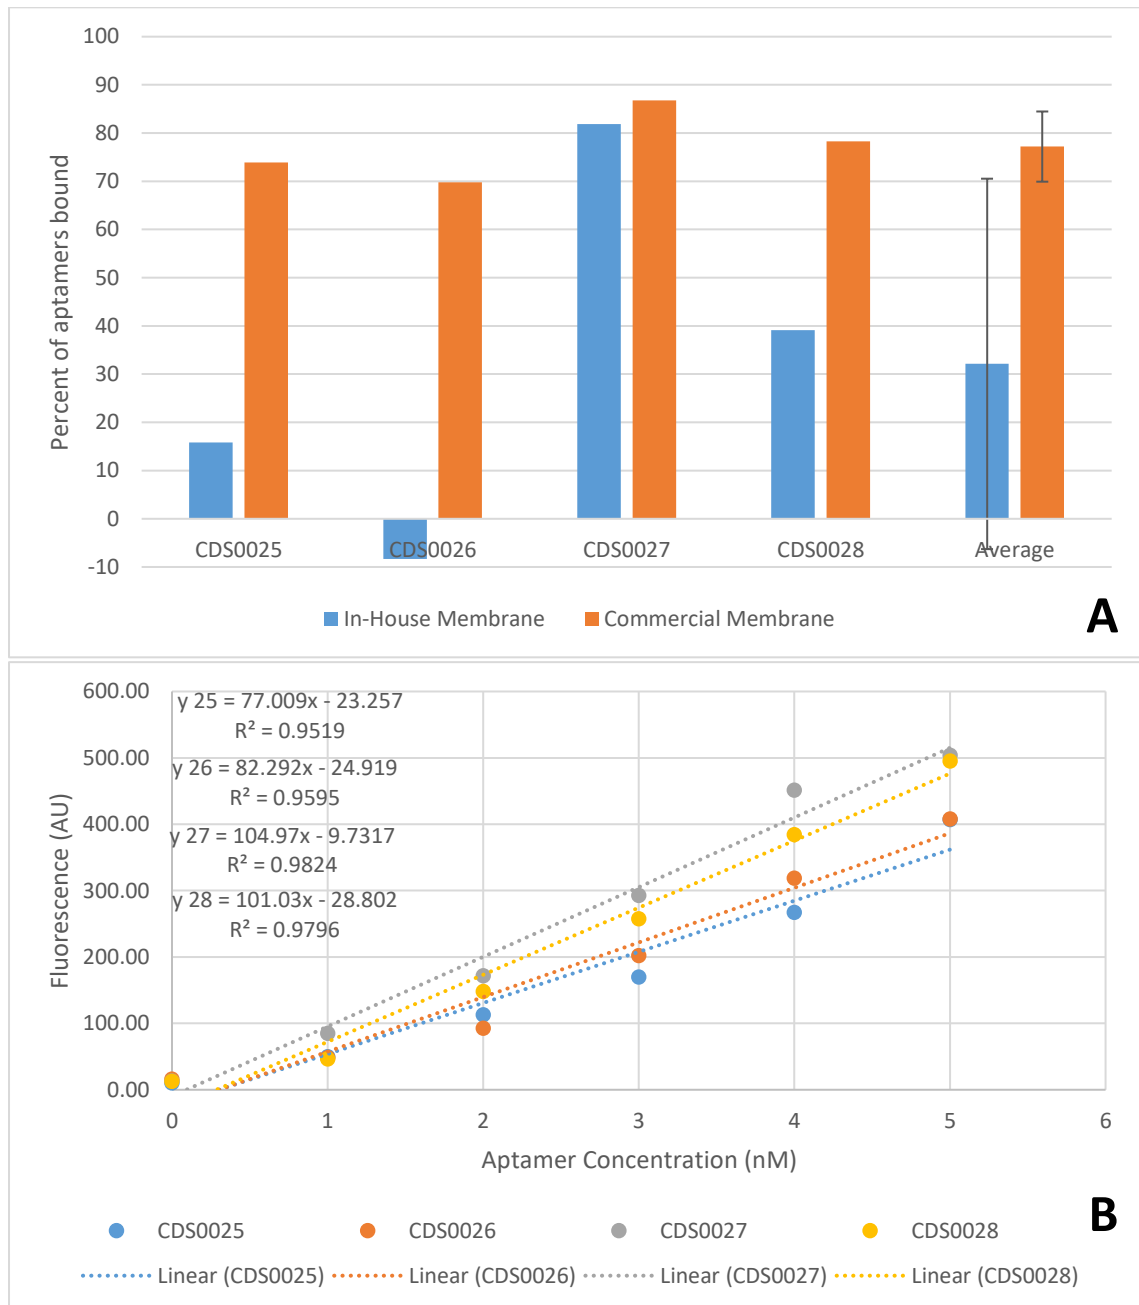 100
90
80
70
60
50
40
30
20
10
0
-10
Percent of aptamers bound
CDS0025 CDS0026 CDS0027 CDS0028 Average
In-House Membrane Commercial Membrane
A
600.00
500.00
400.00
300.00
200.00
100.00
0.00
Fluorescence (AU)
y 25 = 77.009x - 23.257
R² = 0.9519
y 26 = 82.292x - 24.919
R² = 0.9595
y 27 = 104.97x - 9.7317
R² = 0.9824
y 28 = 101.03x - 28.802
R² = 0.9796
0 1 2 3 4 5 6
Aptamer Concentration (nM)
CDS0025 CDS0026 CDS0027 CDS0028
Linear (CDS0025) Linear (CDS0026) Linear (CDS0027) Linear (CDS0028)
B